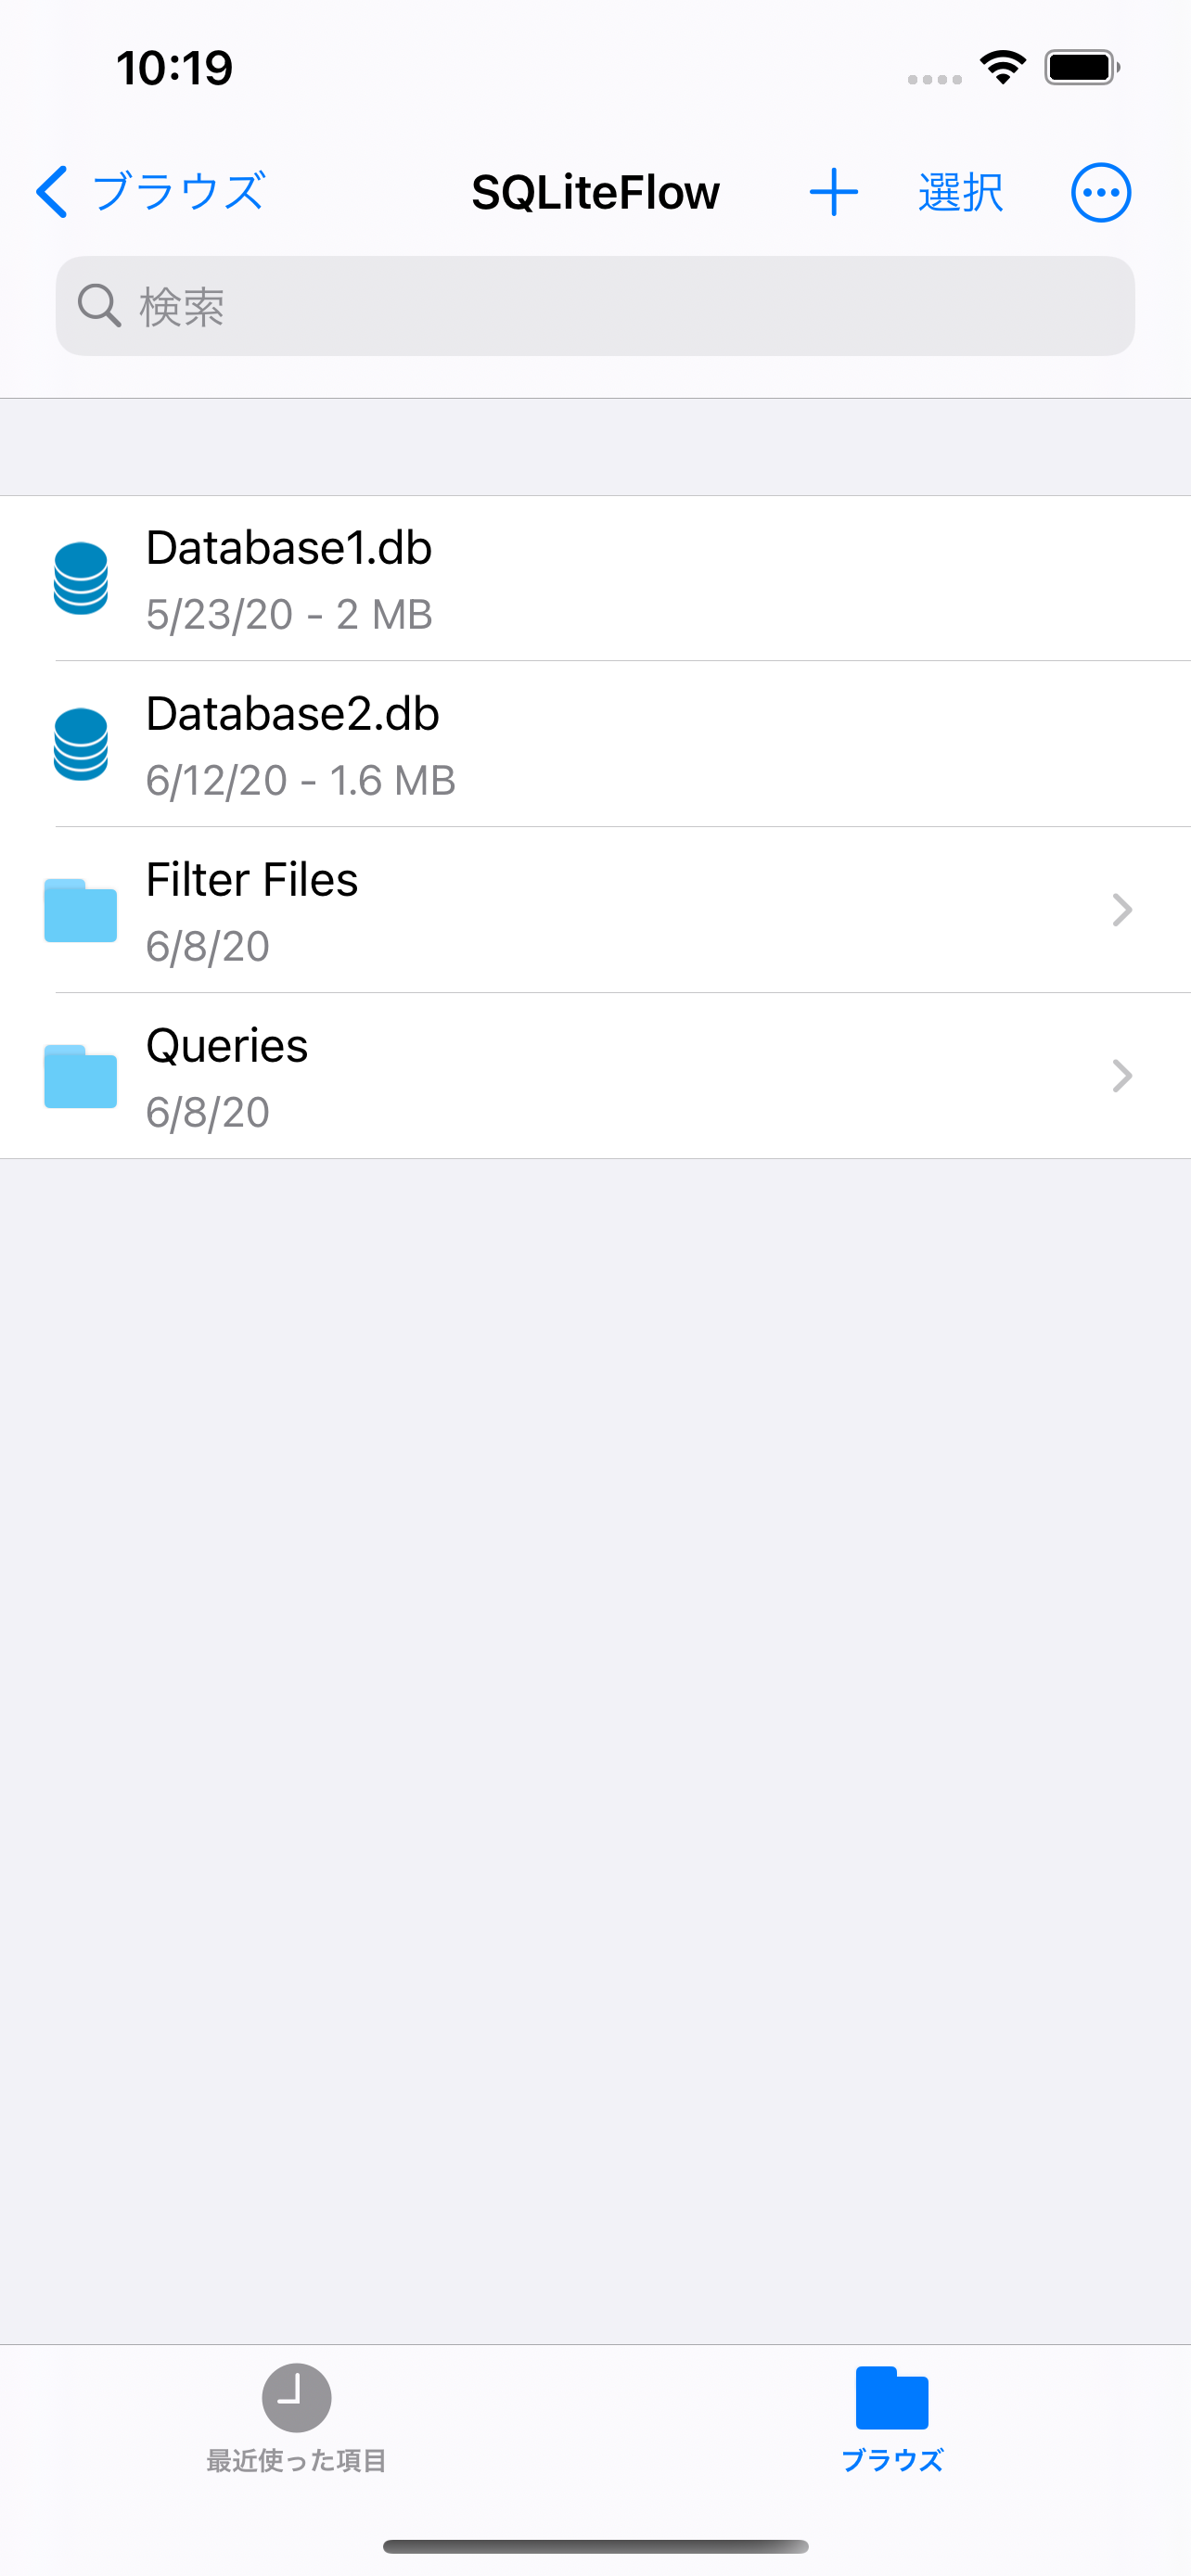 10:19
ブラウズ
SQLiteFlow
選択
検索
Database1.db
5/23/20 - 2 MB
Database2.db
6/12/20 - 1.6 MB
Filter Files
6/8/20
Queries
6/8/20
最近使った項目
ブラウズ